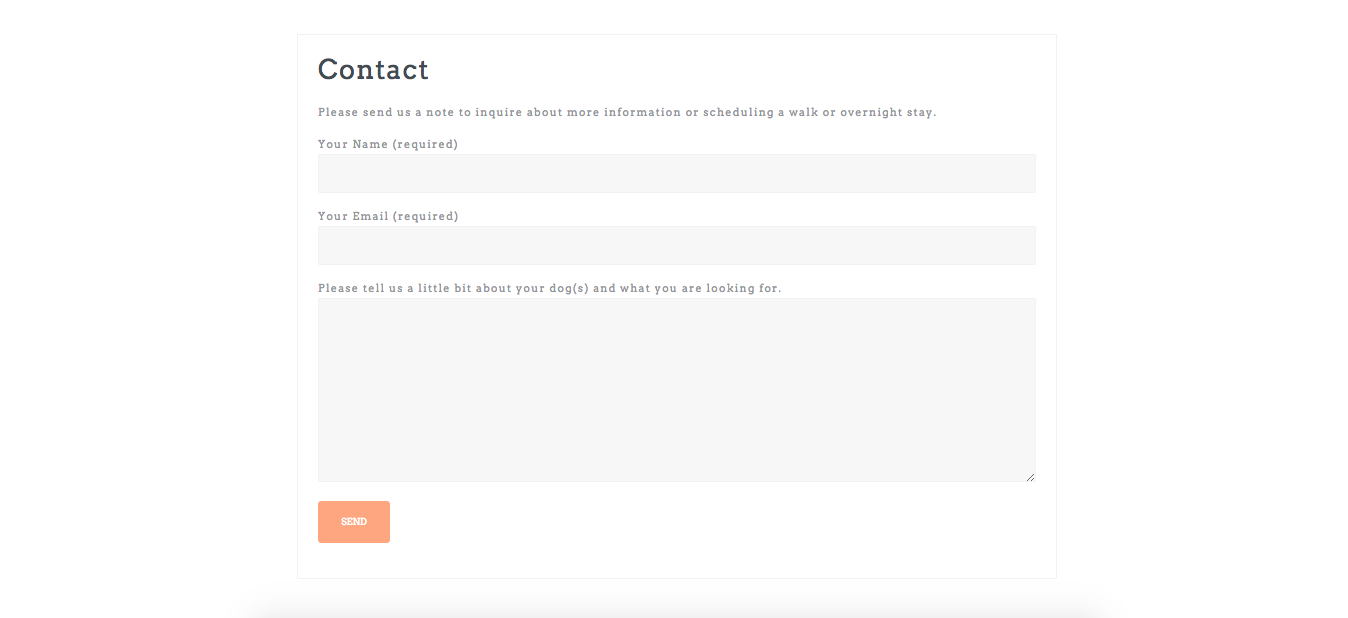 Contact
Please send us a note to inquire about more information or scheduling a walk or overnight stay.
Your Name (required)
Your Email (required)
Please tell us a little bit about your dog(s) and what you are looking for.
SEND